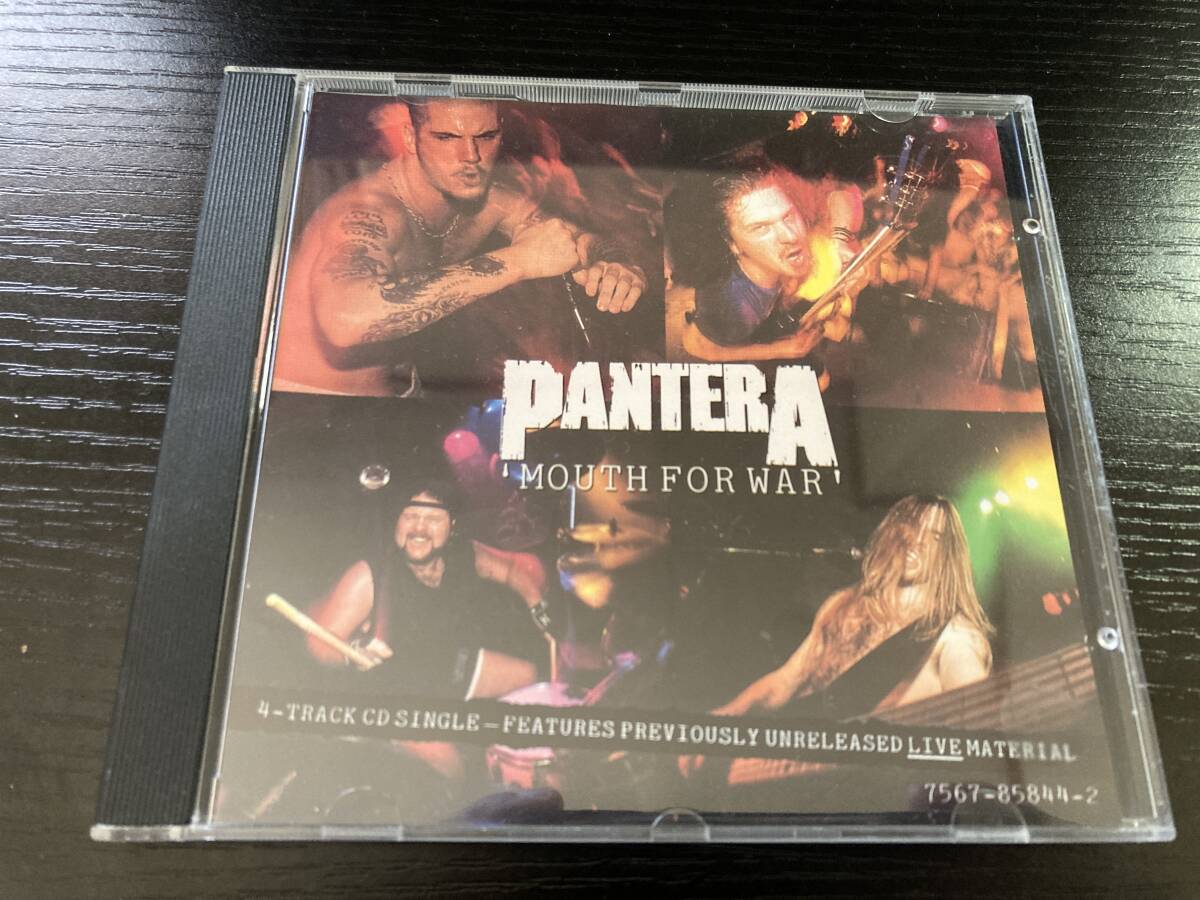 PANTERA
'MOUTH FOR WAR'
4-TRACK CD SINGLE — FEATURES PREVIOUSLY UNRELEASED LIVE MATERIAL
7567-85844-2